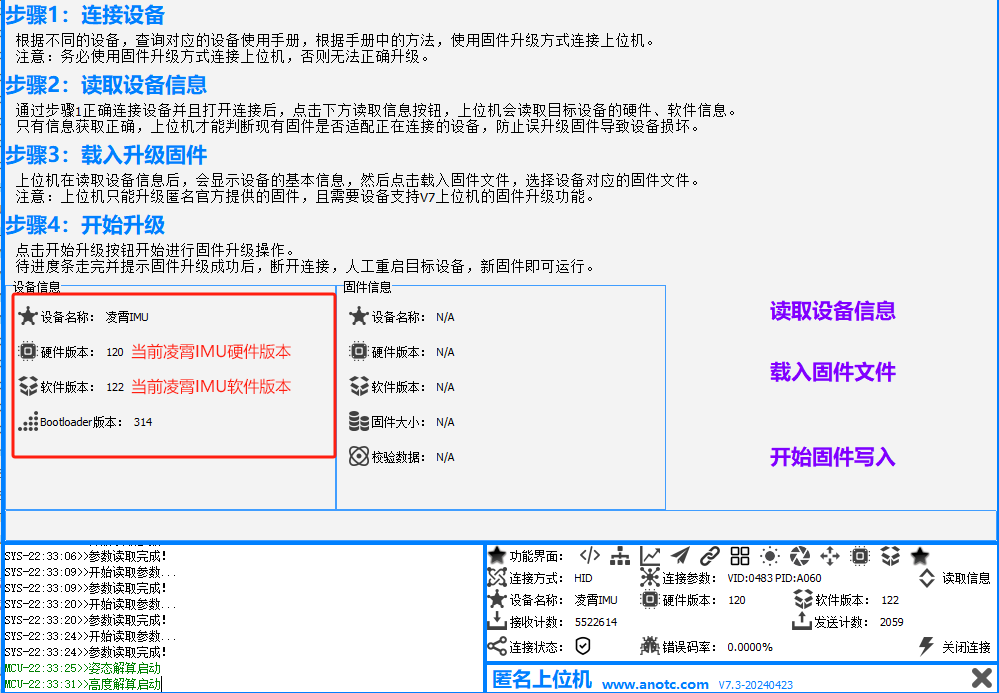 步骤1：连接设备
根据不同的设备，查询对应的设备使用手册，根据手册中的方法，使用固件升级方式连接上位机。
注意：务必使用固件升级方式连接上位机，否则无法正确升级。
步骤2：读取设备信息
通过步骤1正确连接设备并且打开连接后，点击下方读取信息按钮，上位机会读取目标设备的硬件、软件信息。
只有信息获取正确，上位机才能判断现有固件是否适配正在连接的设备，防止误升级固件导致设备损坏。
步骤3：载入升级固件
上位机在读取设备信息后，会显示设备的基本信息，然后点击载入固件文件，选择设备对应的固件文件。
注意：上位机只能升级匿名官方提供的固件，且需要设备支持V7上位机的固件升级功能。
步骤4：开始升级
点击开始升级按钮开始进行固件升级操作。
待进度条走完并提示固件升级成功后，断开连接，人工重启目标设备，新固件即可运行。
设备信息
设备名称： 凌霄IMU
硬件版本： 120 当前凌霄IMU硬件版本
软件版本： 122 当前凌霄IMU软件版本
Bootloader版本： 314
固件信息
设备名称： N/A
硬件版本： N/A
软件版本： N/A
固件大小： N/A
校验数据： N/A
读取设备信息
载入固件文件
开始固件写入
SYS-22:33:06>>参数读取完成!
SYS-22:33:09>>开始读取参数...
SYS-22:33:09>>参数读取完成!
SYS-22:33:20>>开始读取参数...
SYS-22:33:20>>参数读取完成!
SYS-22:33:24>>开始读取参数...
SYS-22:33:24>>参数读取完成!
MCU-22:33:25>>姿态解算启动
MCU-22:33:31>>高度解算启动
功能界面：
连接方式： HID 连接参数： VID:0483 PID:A060 读取信息
设备名称： 凌霄IMU 硬件版本： 120 软件版本： 122
接收计数： 5522614 发送计数： 2059
连接状态： 错误码率： 0.0000% 关闭连接
匿名上位机 www.anotc.com V7.3-20240423